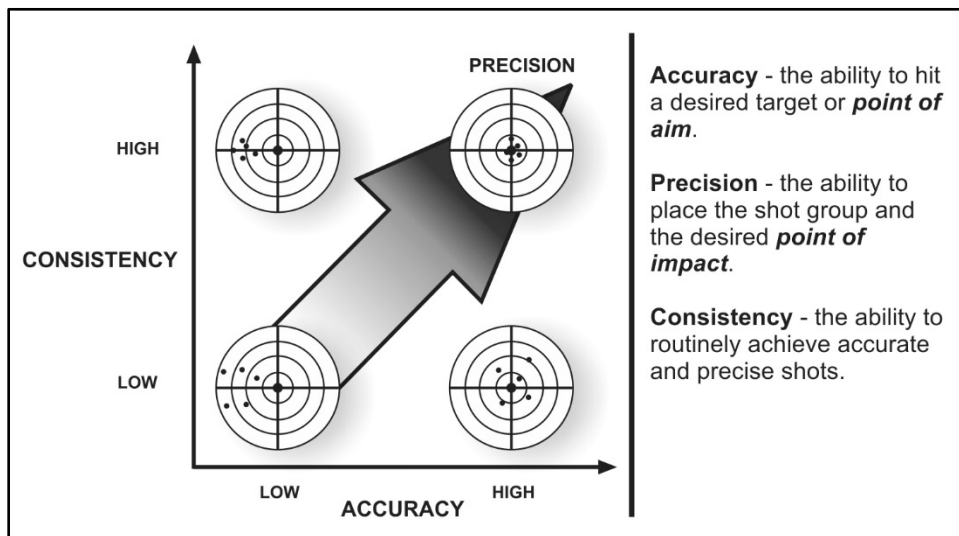 PRECISION
HIGH
CONSISTENCY
LOW
LOW
HIGH
ACCURACY
Accuracy - the ability to hit
a desired target or point of
aim.
Precision - the ability to
place the shot group and
the desired point of
impact.
Consistency - the ability to
routinely achieve accurate
and precise shots.